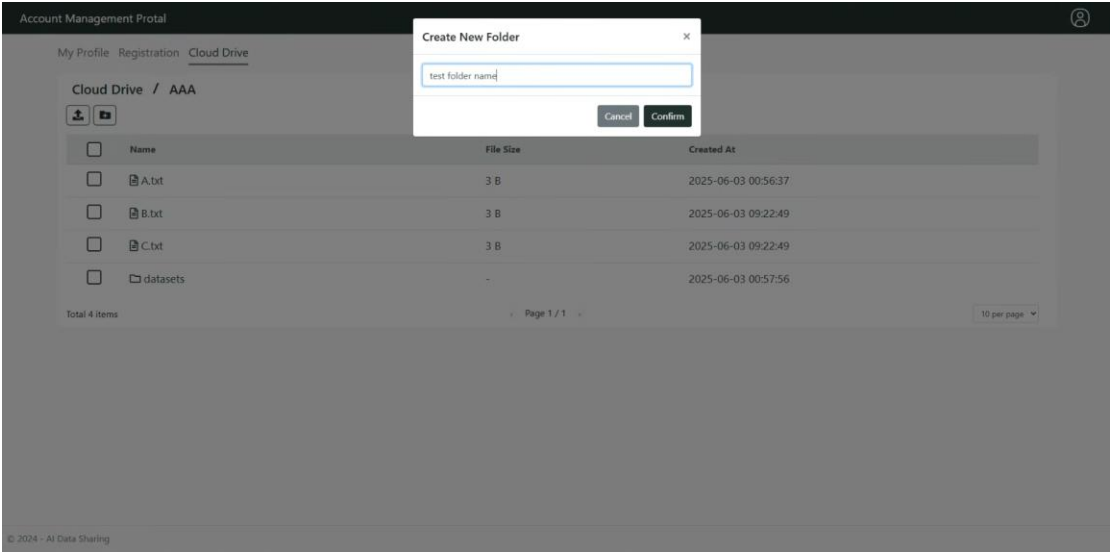 Account Management Protal
Create New Folder ×
My Profile Registration Cloud Drive
test folder name
Cloud Drive / AAA
Cancel Confirm
Name File Size Created At
A.txt 3 B 2025-06-03 00:56:37
B.txt 3 B 2025-06-03 09:22:49
C.txt 3 B 2025-06-03 09:22:49
datasets - 2025-06-03 00:57:56
Total 4 items ‹ Page 1 / 1 › 10 per page
© 2024 - AI Data Sharing